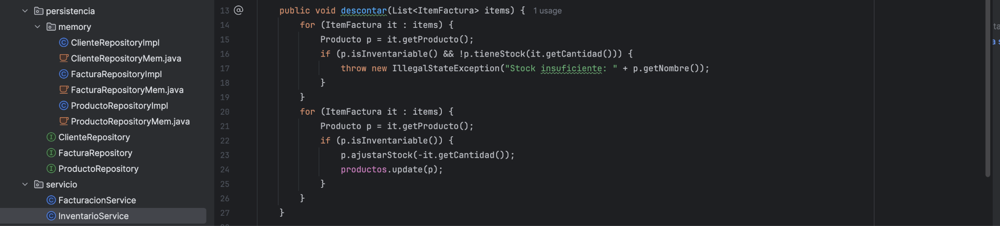 persistencia
memory
ClienteRepositoryImpl
ClienteRepositoryMem.java
FacturaRepositoryImpl
FacturaRepositoryMem.java
ProductoRepositoryImpl
ProductoRepositoryMem.java
ClienteRepository
FacturaRepository
ProductoRepository
servicio
FacturacionService
InventarioService
13 @ public void descontar(List<ItemFactura> items) { 1 usage
14 for (ItemFactura it : items) {
15 Producto p = it.getProducto();
16 if (p.isInventariable() && !p.tieneStock(it.getCantidad())) {
17 throw new IllegalStateException("Stock insuficiente: " + p.getNombre());
18 }
19 }
20 for (ItemFactura it : items) {
21 Producto p = it.getProducto();
22 if (p.isInventariable()) {
23 p.ajustarStock(-it.getCantidad());
24 productos.update(p);
25 }
26 }
27 }